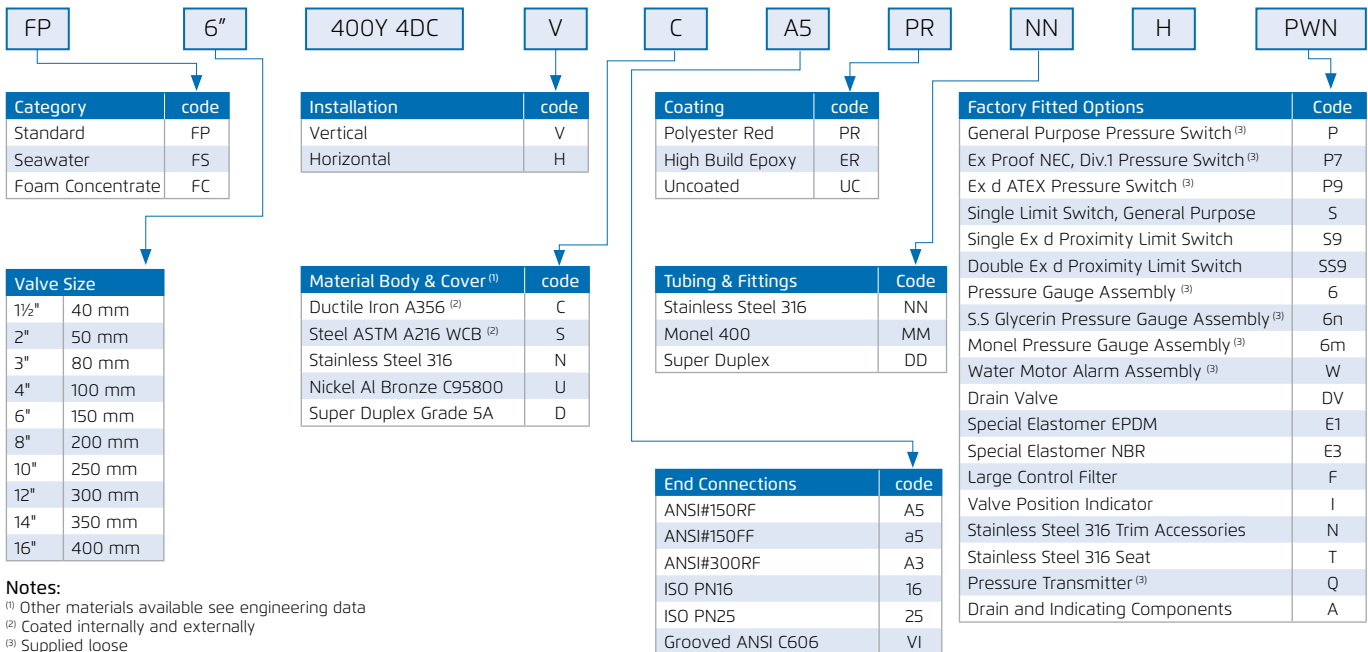 FP 6″ 400Y 4DC V C A5 PR NN H PWN
Category code
Standard FP
Seawater FS
Foam Concentrate FC
Valve Size
1½" 40 mm
2" 50 mm
3" 80 mm
4" 100 mm
6" 150 mm
8" 200 mm
10" 250 mm
12" 300 mm
14" 350 mm
16" 400 mm
Notes:
(1) Other materials available see engineering data
(2) Coated internally and externally
(3) Supplied loose
Installation code
Vertical V
Horizontal H
Material Body & Cover (1) code
Ductile Iron A356 (2) C
Steel ASTM A216 WCB (2) S
Stainless Steel 316 N
Nickel Al Bronze C95800 U
Super Duplex Grade 5A D
Coating code
Polyester Red PR
High Build Epoxy ER
Uncoated UC
Tubing & Fittings Code
Stainless Steel 316 NN
Monel 400 MM
Super Duplex DD
End Connections code
ANSI#150RF A5
ANSI#150FF a5
ANSI#300RF A3
ISO PN16 16
ISO PN25 25
Grooved ANSI C606 VI
Factory Fitted Options Code
General Purpose Pressure Switch (3) P
Ex Proof NEC, Div.1 Pressure Switch (3) P7
Ex d ATEX Pressure Switch (3) P9
Single Limit Switch, General Purpose S
Single Ex d Proximity Limit Switch S9
Double Ex d Proximity Limit Switch SS9
Pressure Gauge Assembly (3) 6
S.S Glycerin Pressure Gauge Assembly (3) 6n
Monel Pressure Gauge Assembly (3) 6m
Water Motor Alarm Assembly (3) W
Drain Valve DV
Special Elastomer EPDM E1
Special Elastomer NBR E3
Large Control Filter F
Valve Position Indicator I
Stainless Steel 316 Trim Accessories N
Stainless Steel 316 Seat T
Pressure Transmitter (3) Q
Drain and Indicating Components A